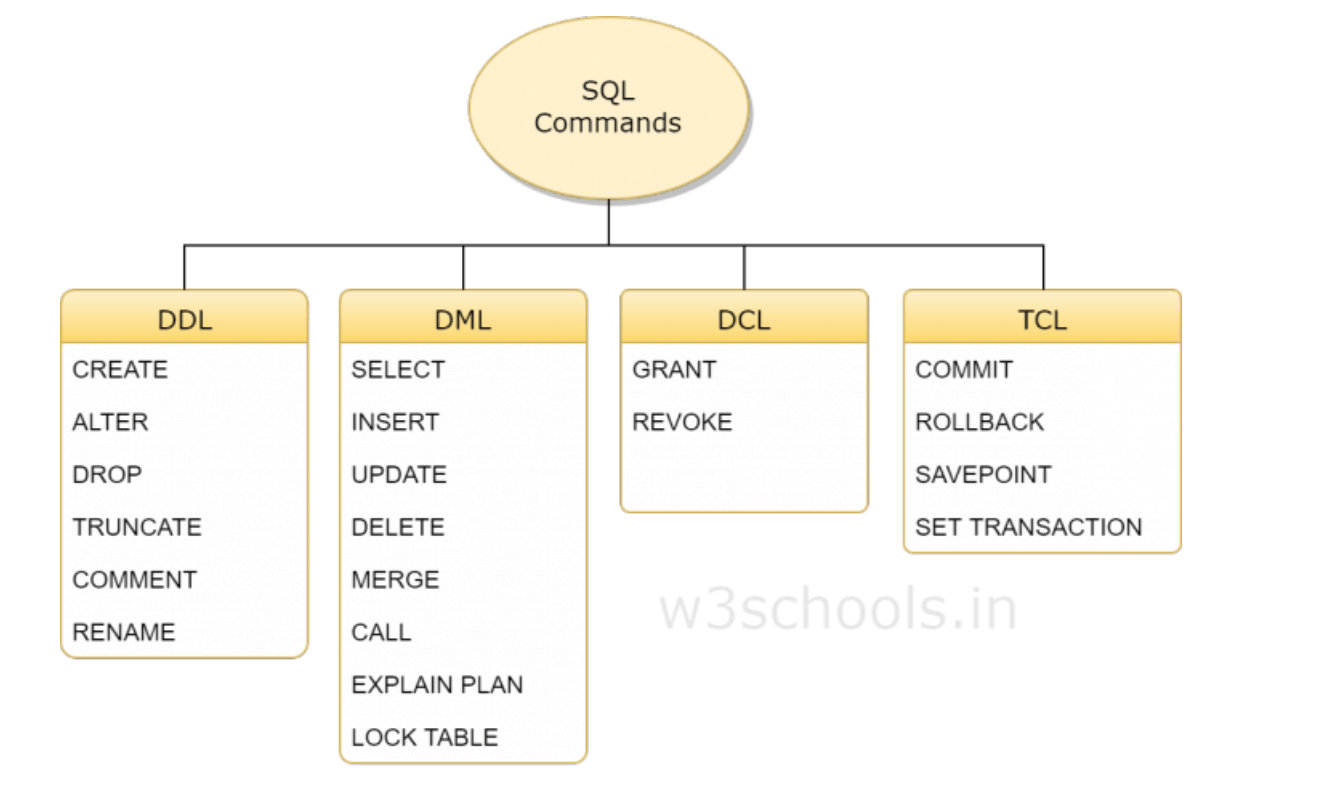 SQL
Commands
DDL
CREATE
ALTER
DROP
TRUNCATE
COMMENT
RENAME
DML
SELECT
INSERT
UPDATE
DELETE
MERGE
CALL
EXPLAIN PLAN
LOCK TABLE
DCL
GRANT
REVOKE
TCL
COMMIT
ROLLBACK
SAVEPOINT
SET TRANSACTION
w3schools.in